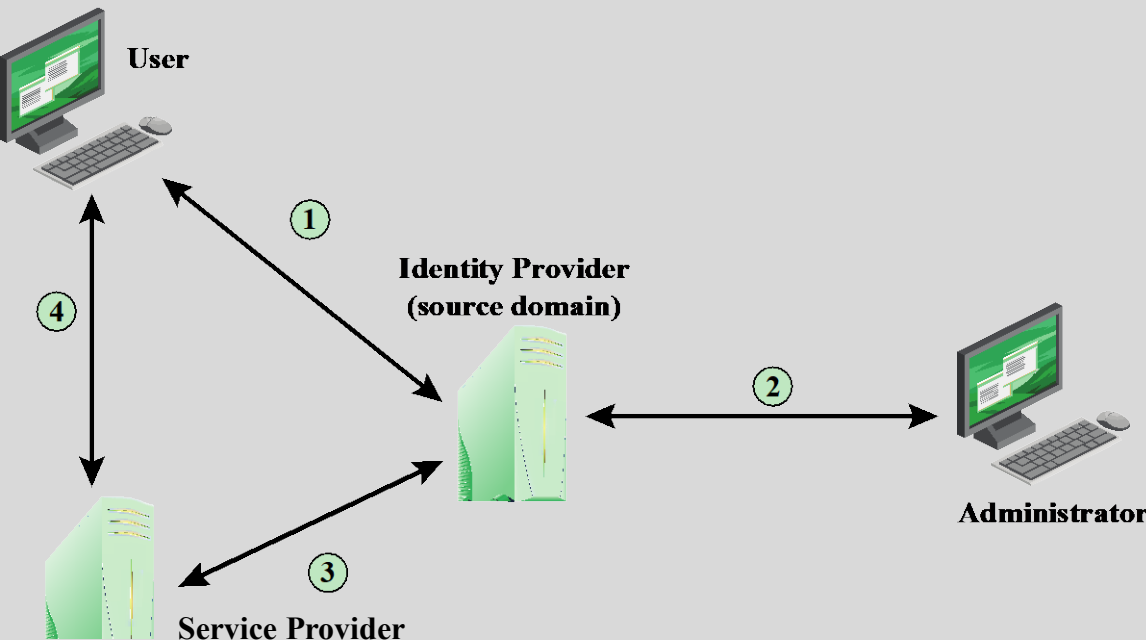 User
1
Identity Provider
(source domain)
4
2
Administrator
3
Service Provider